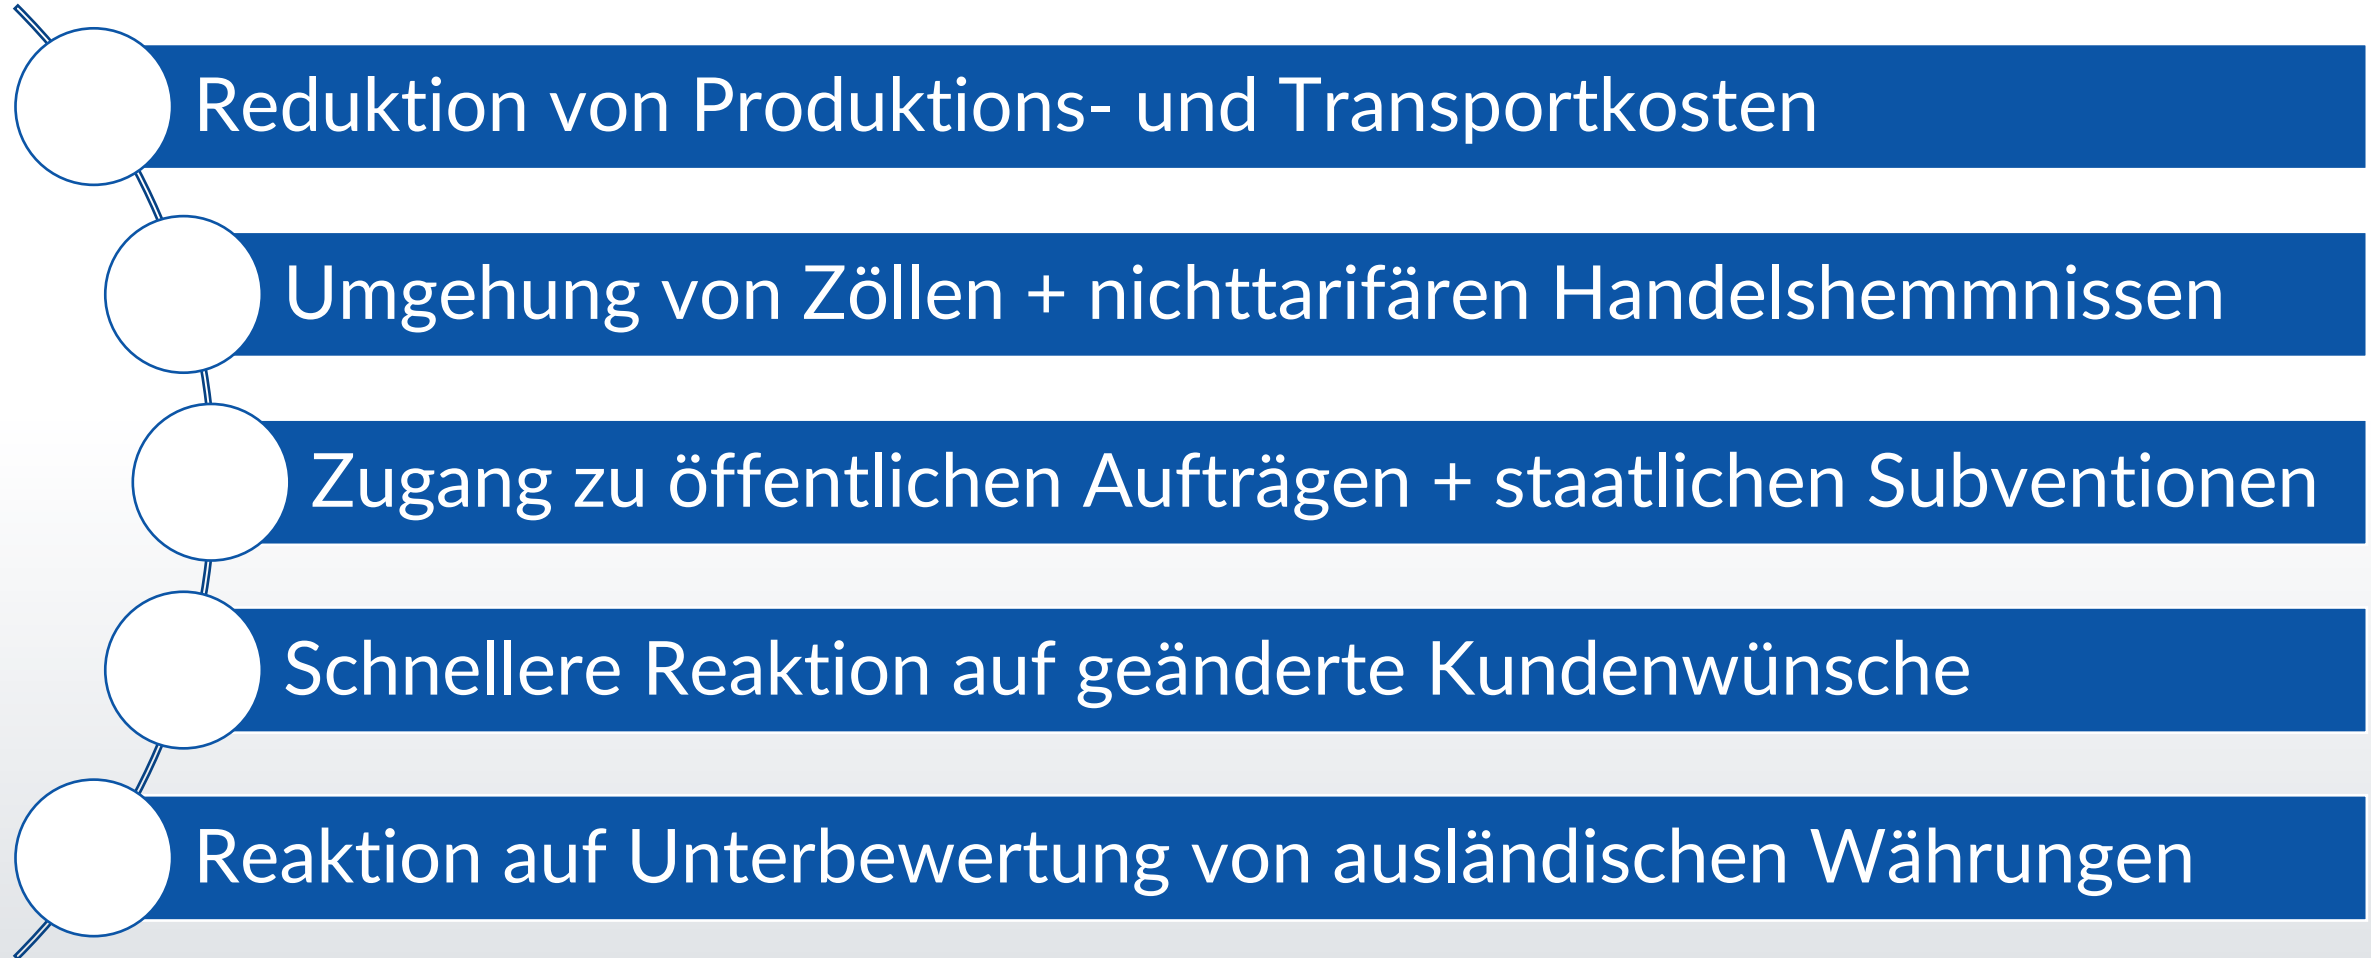 Reduktion von Produktions- und Transportkosten
Umgehung von Zöllen + nichttarifären Handelshemmnissen
Zugang zu öffentlichen Aufträgen + staatlichen Subventionen
Schnellere Reaktion auf geänderte Kundenwünsche
Reaktion auf Unterbewertung von ausländischen Währungen